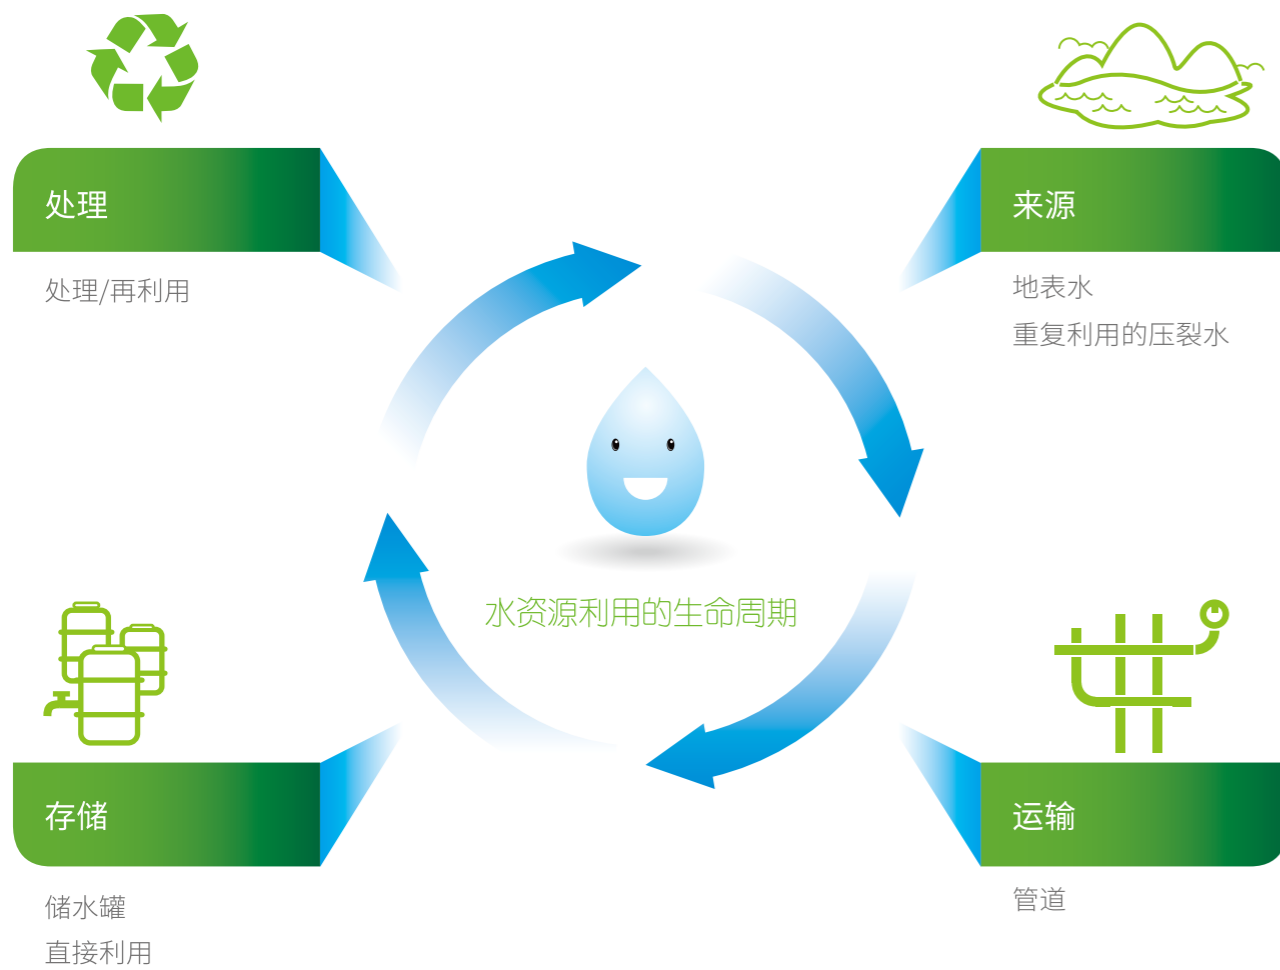 处理
处理/再利用
来源
地表水
重复利用的压裂水
水资源利用的生命周期
存储
储水罐
直接利用
运输
管道